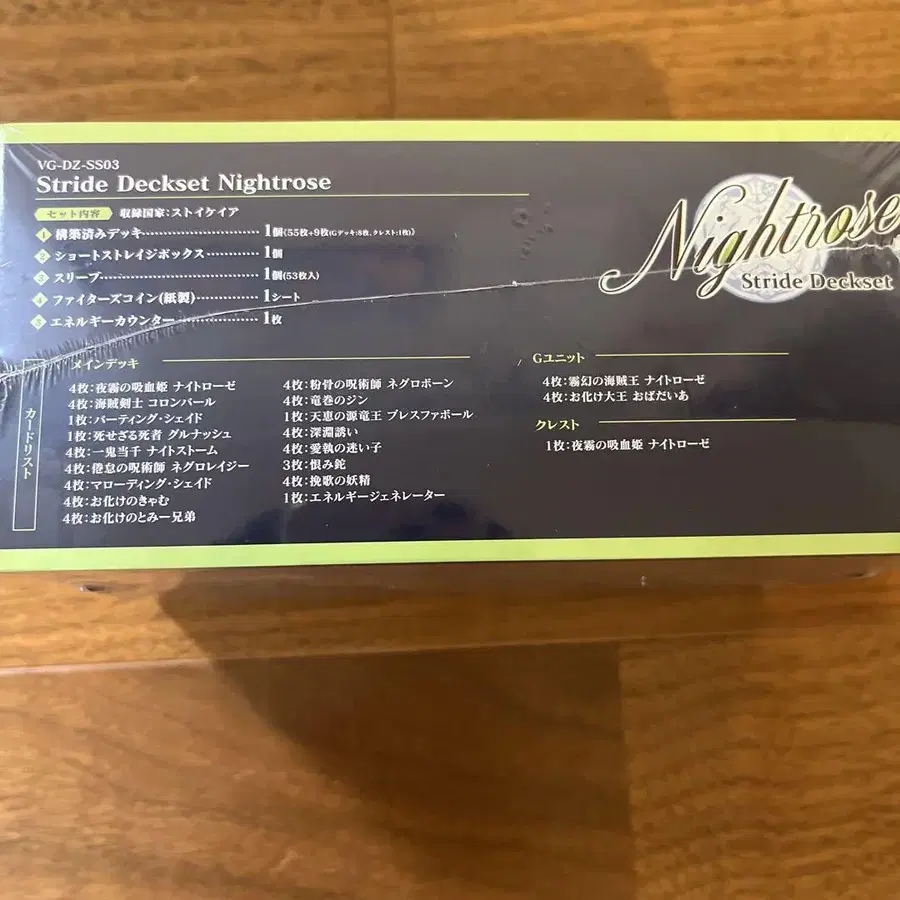 VG-DZ-SS03
Stride Deckset Nightrose
セット内容 収録国家:ストイケイア
1 構築済みデッキ……………………1個(55枚+9枚(Gデッキ:8枚、クレスト:1枚))
2 ショートストレイジボックス…………1個
3 スリーブ……………………1個(53枚入)
4 ファイターズコイン(紙製)…………1シート
5 エネルギーカウンター……………1枚
Nightrose
Stride Deckset
カードリスト
メインデッキ
4枚:夜霧の吸血姫 ナイトローゼ
4枚:海賊剣士 コロンバール
1枚:パーティング・シェイド
1枚:死せざる死者 グルナッシュ
4枚:一鬼当千 ナイトストーム
4枚:倦怠の呪術師 ネグロレイジー
4枚:マローディング・シェイド
4枚:お化けのきゃむ
4枚:お化けのとみー兄弟
4枚:粉骨の呪術師 ネグロボーン
4枚:竜巻のジン
1枚:天恵の源竜王 ブレスファボール
4枚:深淵誘い
4枚:愛執の迷い子
3枚:恨み鉈
4枚:挽歌の妖精
1枚:エネルギージェネレーター
Gユニット
4枚:霧幻の海賊王 ナイトローゼ
4枚:お化け大王 おばだいあ
クレスト
1枚:夜霧の吸血姫 ナイトローゼ